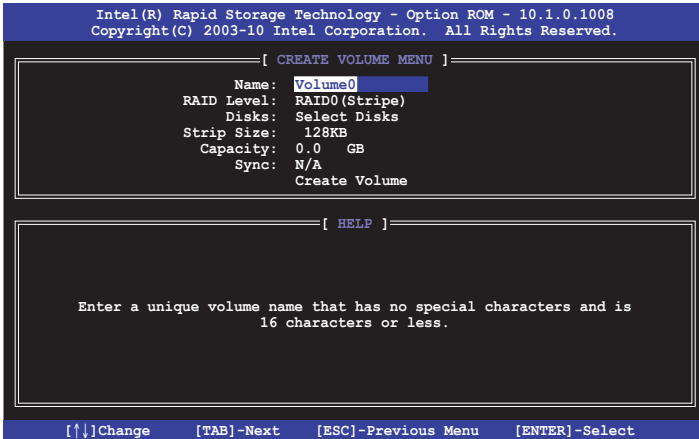 Intel(R) Rapid Storage Technology - Option ROM - 10.1.0.1008
Copyright(C) 2003-10 Intel Corporation. All Rights Reserved.
[ CREATE VOLUME MENU ]
Name: Volume0
RAID Level: RAID0(Stripe)
Disks: Select Disks
Strip Size: 128KB
Capacity: 0.0 GB
Sync: N/A
Create Volume
[ HELP ]
Enter a unique volume name that has no special characters and is
16 characters or less.
[↑↓]Change [TAB]-Next [ESC]-Previous Menu [ENTER]-Select